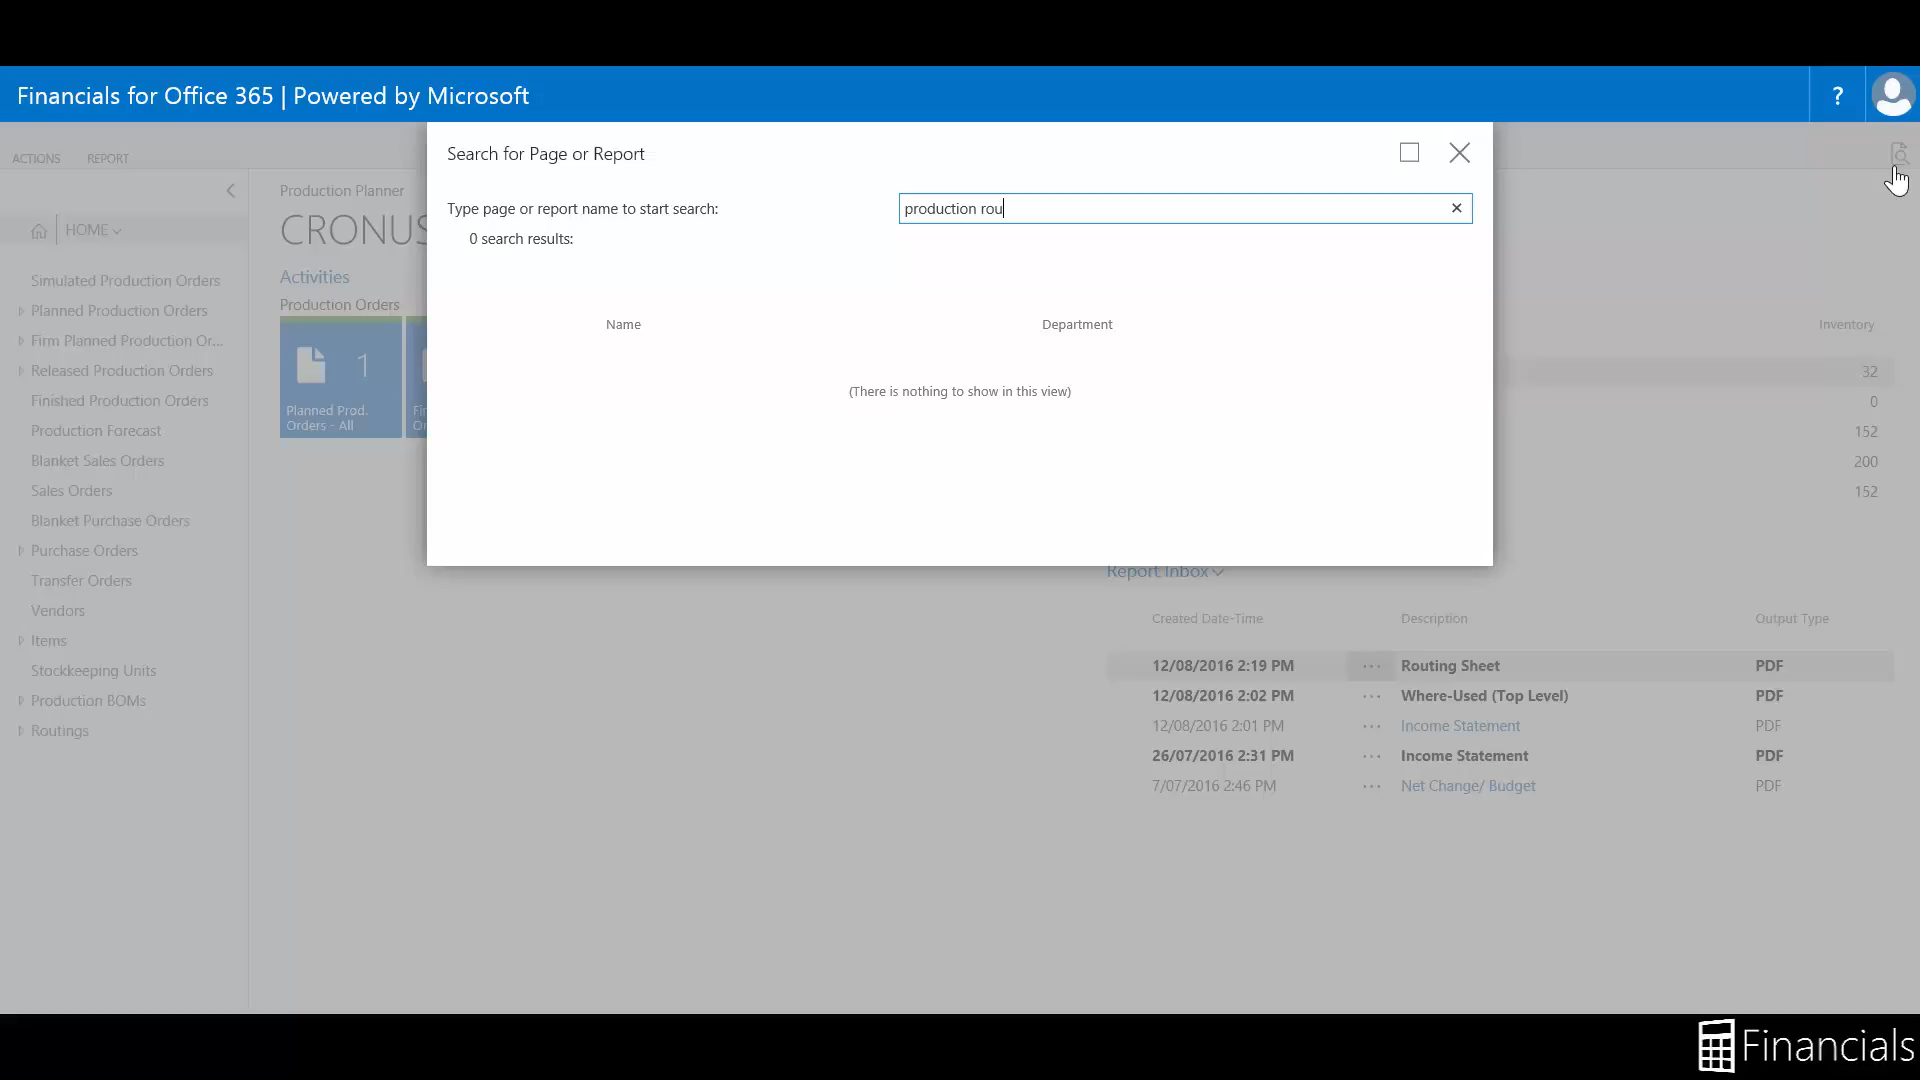 Financials for Office 365 | Powered by Microsoft
?
ACTIONS REPORT
Search for Page or Report
Type page or report name to start search:
production rou
0 search results:
Name Department
(There is nothing to show in this view)
HOME
Simulated Production Orders
Planned Production Orders
Firm Planned Production Or...
Released Production Orders
Finished Production Orders
Production Forecast
Blanket Sales Orders
Sales Orders
Blanket Purchase Orders
Purchase Orders
Transfer Orders
Vendors
Items
Stockkeeping Units
Production BOMs
Routings
Production Planner
CRONUS
Activities
Production Orders
1
Planned Prod.
Orders - All
Inventory
32
0
152
200
152
Report Inbox
Created Date-Time Description Output Type
12/08/2016 2:19 PM ... Routing Sheet PDF
12/08/2016 2:02 PM ... Where-Used (Top Level) PDF
12/08/2016 2:01 PM ... Income Statement PDF
26/07/2016 2:31 PM ... Income Statement PDF
7/07/2016 2:46 PM ... Net Change/ Budget PDF
Financials